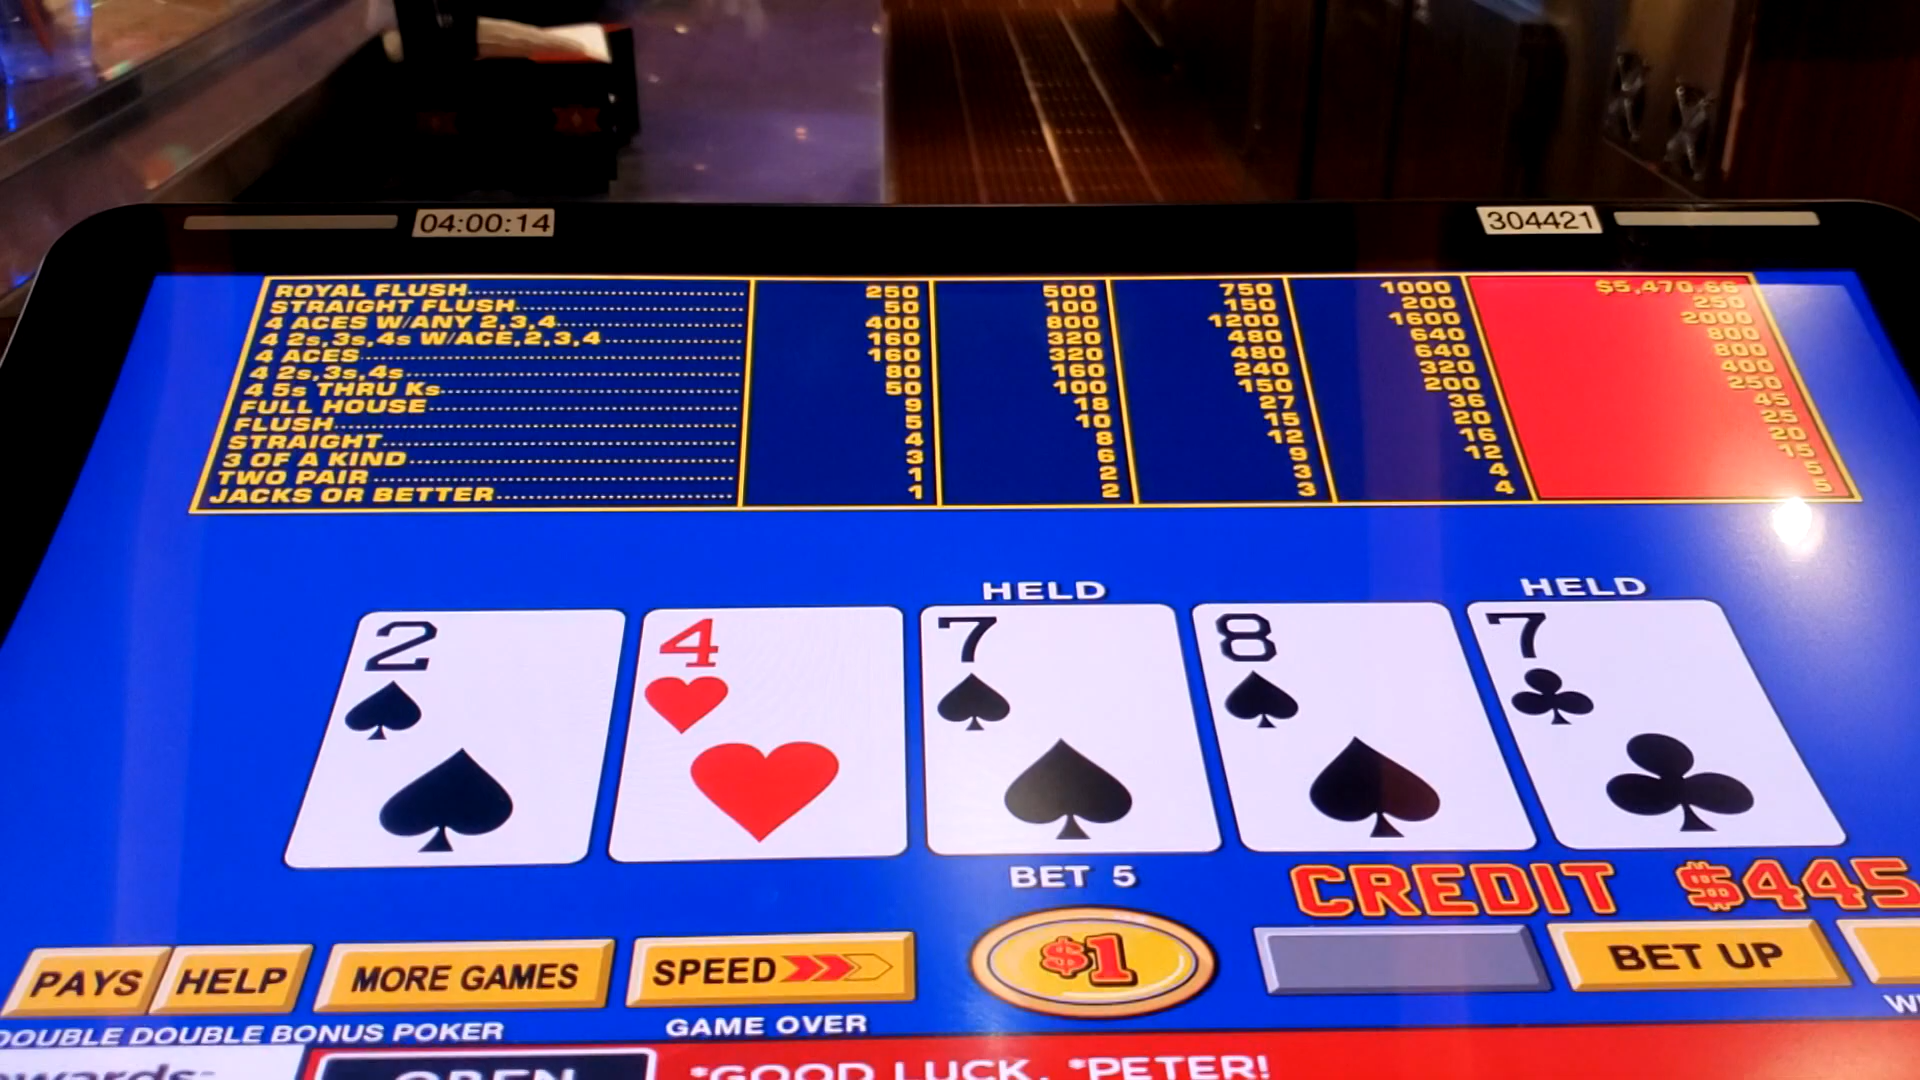 04:00:14 304421
ROYAL FLUSH 250 500 750 1000 $5,470.66
STRAIGHT FLUSH 50 100 150 200 250
4 ACES W/ANY 2,3,4 400 800 1200 1600 2000
4 2s,3s,4s W/ACE,2,3,4 160 320 480 640 800
4 ACES 160 320 480 640 800
4 2s,3s,4s 80 160 240 320 400
4 5s THRU Ks 50 100 150 200 250
FULL HOUSE 9 18 27 36 45
FLUSH 5 10 15 20 25
STRAIGHT 4 8 12 16 20
3 OF A KIND 3 6 9 12 15
TWO PAIR 1 2 3 4 5
JACKS OR BETTER 1 2 3 4 5
HELD HELD
2 4 7 8 7
BET 5 CREDIT $445
PAYS HELP MORE GAMES SPEED $1 BET UP
DOUBLE DOUBLE BONUS POKER GAME OVER
OPEN *GOOD LUCK, *PETER!